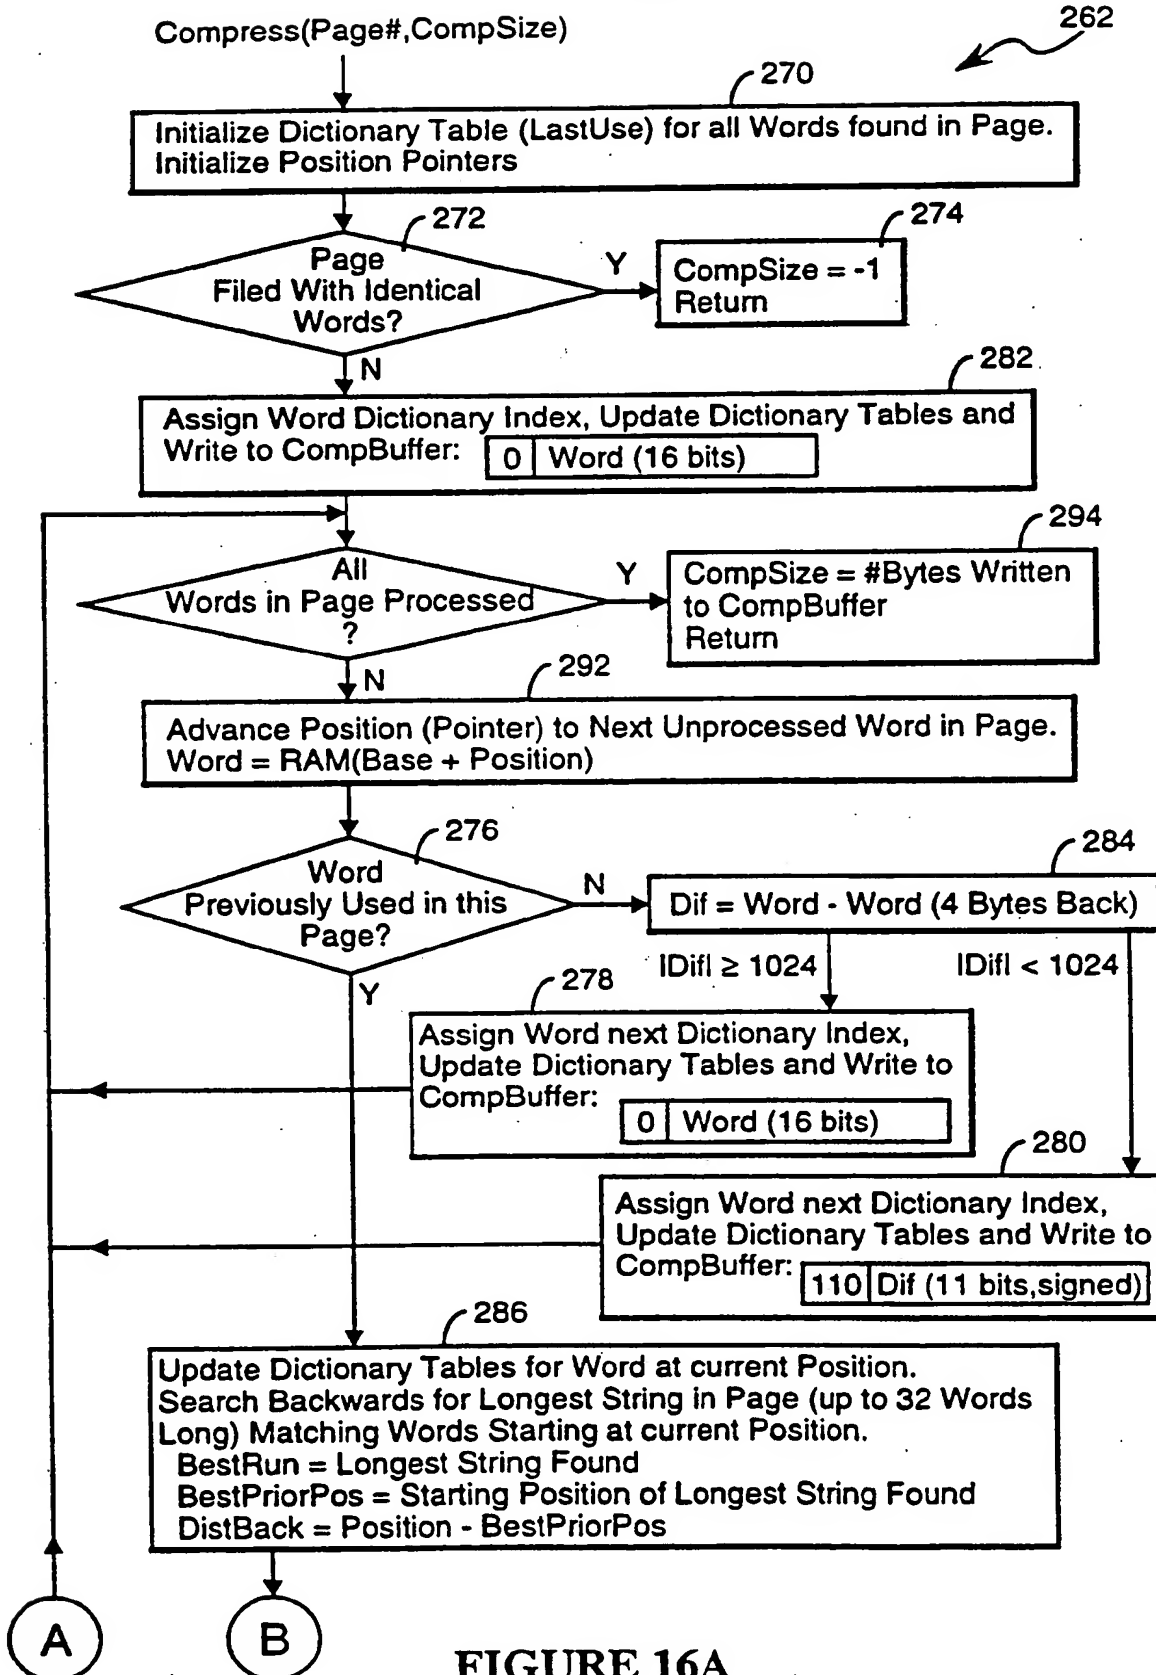 Compress(Page#,CompSize)
262
270
Initialize Dictionary Table (LastUse) for all Words found in Page.
Initialize Position Pointers
272
Page
Filed With Identical
Words?
Y
274
CompSize = -1
Return
N
282
Assign Word Dictionary Index, Update Dictionary Tables and
Write to CompBuffer: 0 Word (16 bits)
All
Words in Page Processed
?
Y
294
CompSize = #Bytes Written
to CompBuffer
Return
N
292
Advance Position (Pointer) to Next Unprocessed Word in Page.
Word = RAM(Base + Position)
276
Word
Previously Used in this
Page?
N
284
Dif = Word - Word (4 Bytes Back)
|Dif| ≥ 1024
|Dif| < 1024
Y
278
Assign Word next Dictionary Index,
Update Dictionary Tables and Write to
CompBuffer:
0 Word (16 bits)
280
Assign Word next Dictionary Index,
Update Dictionary Tables and Write to
CompBuffer: 110 Dif (11 bits,signed)
286
Update Dictionary Tables for Word at current Position.
Search Backwards for Longest String in Page (up to 32 Words
Long) Matching Words Starting at current Position.
BestRun = Longest String Found
BestPriorPos = Starting Position of Longest String Found
DistBack = Position - BestPriorPos
A
B
FIGURE 16A